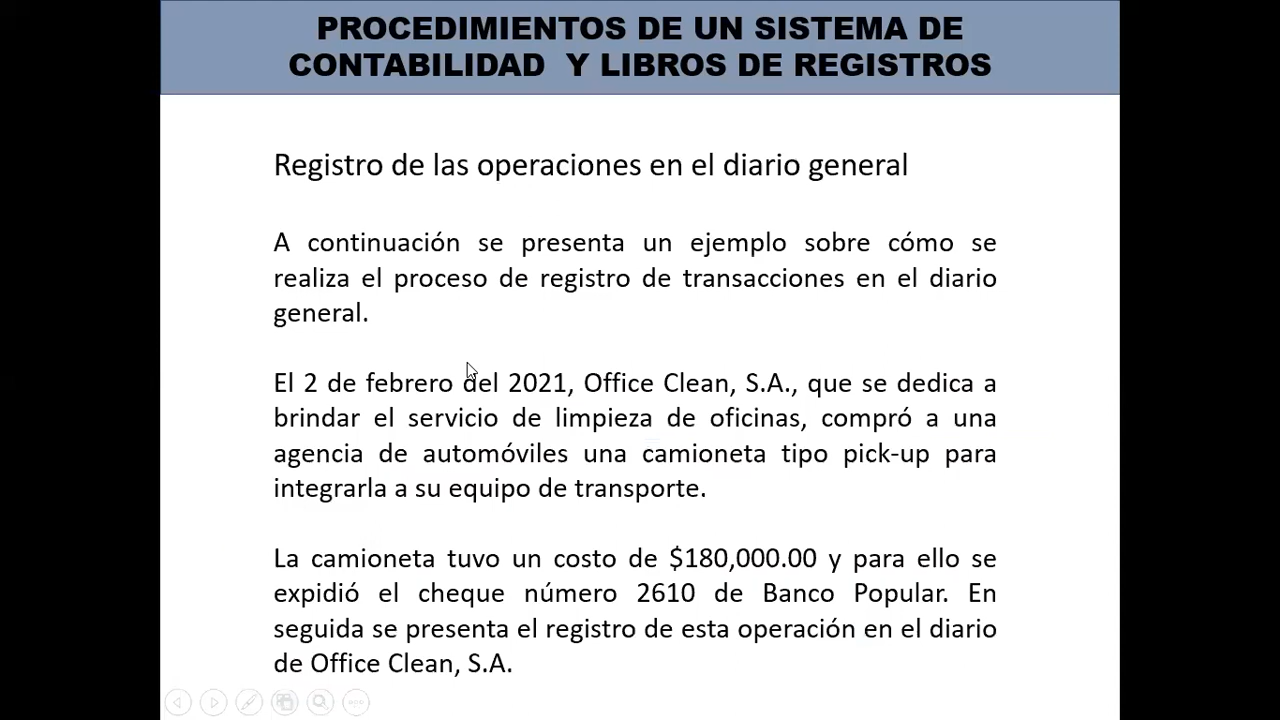 PROCEDIMIENTOS DE UN SISTEMA DE
CONTABILIDAD Y LIBROS DE REGISTROS
Registro de las operaciones en el diario general
A continuación se presenta un ejemplo sobre cómo se
realiza el proceso de registro de transacciones en el diario
general.
El 2 de febrero del 2021, Office Clean, S.A., que se dedica a
brindar el servicio de limpieza de oficinas, compró a una
agencia de automóviles una camioneta tipo pick-up para
integrarla a su equipo de transporte.
La camioneta tuvo un costo de $180,000.00 y para ello se
expidió el cheque número 2610 de Banco Popular. En
seguida se presenta el registro de esta operación en el diario
de Office Clean, S.A.